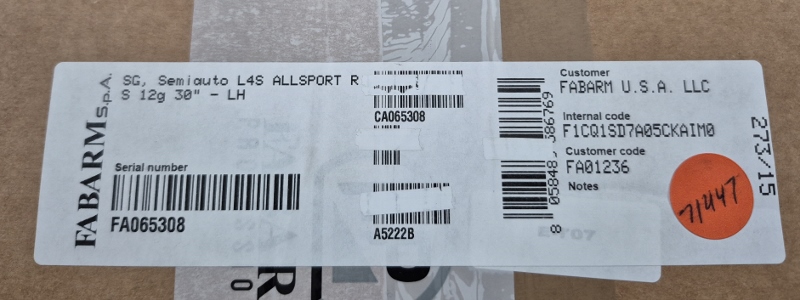 FABARM S.p.A.
SG, Semiauto L4S ALLSPORT R
S 12g 30" - LH
Serial number
FA065308
CA065308
A5222B
8 058483 386769
Customer
FABARM U.S.A. LLC
Internal code
F1CQ1SD7A05CKAIM0
Customer code
FA01236
Notes
273/15
71447